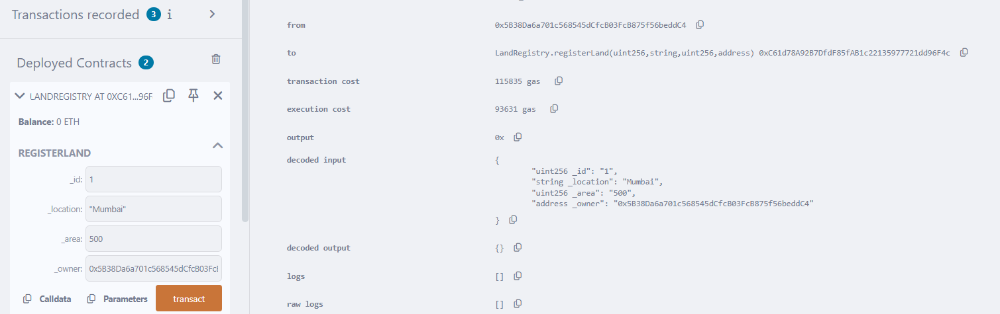 Transactions recorded 3 i
Deployed Contracts 2
LANDREGISTRY AT 0XC61...96F
Balance: 0 ETH
REGISTERLAND
_id: 1
_location: "Mumbai"
_area: 500
_owner: 0x5B38Da6a701c568545dCfcB03FcE
Calldata Parameters transact
from 0x5B38Da6a701c568545dCfcB03FcB875f56beddC4
to LandRegistry.registerLand(uint256,string,uint256,address) 0xC61d78A92B7DfdF85fAB1c22135977721dd96F4c
transaction cost 115835 gas
execution cost 93631 gas
output 0x
decoded input {
"uint256 _id": "1",
"string _location": "Mumbai",
"uint256 _area": "500",
"address _owner": "0x5B38Da6a701c568545dCfcB03FcB875f56beddC4"
}
decoded output {}
logs []
raw logs []